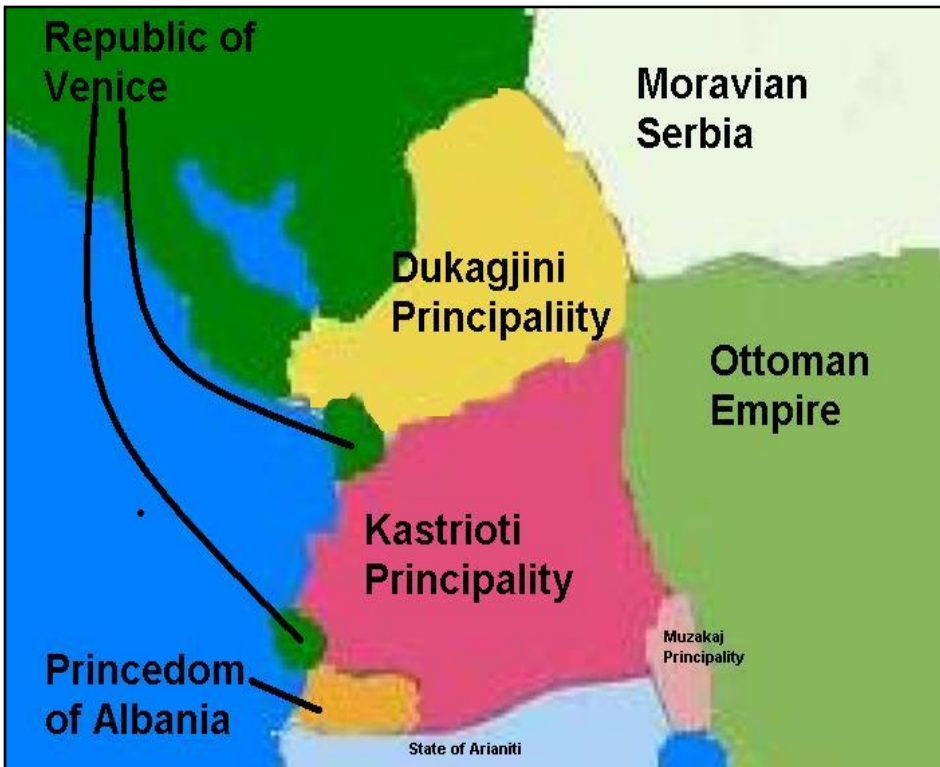 Republic of
Venice
Moravian
Serbia
Dukagjini
Principaliity
Ottoman
Empire
Kastrioti
Principality
Muzakaj
Principality
Princedom
of Albania
State of Arianiti